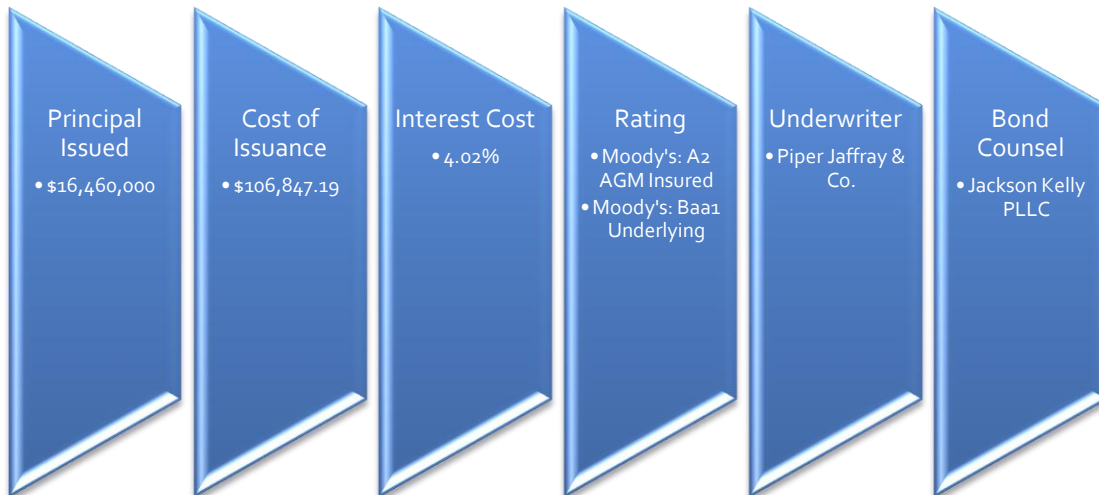 Principal
Issued
• $16,460,000
Cost of
Issuance
• $106,847.19
Interest Cost
• 4.02%
Rating
• Moody's: A2
AGM Insured
• Moody's: Baa1
Underlying
Underwriter
• Piper Jaffray &
Co.
Bond
Counsel
• Jackson Kelly
PLLC